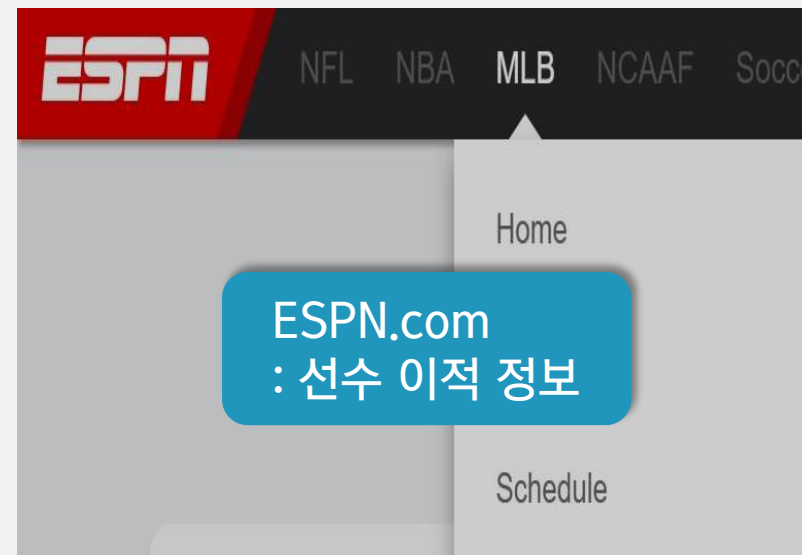 ESPN NFL NBA MLB NCAAF Socc
Home
ESPN.com
: 선수 이적 정보
Schedule